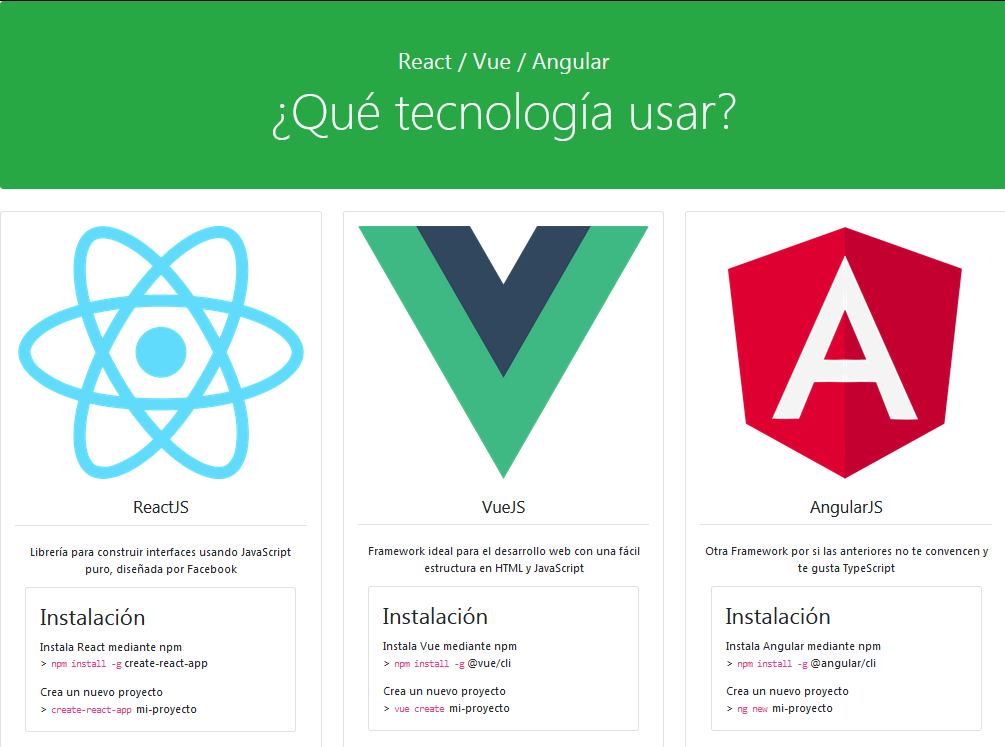 React / Vue / Angular
¿Qué tecnología usar?
ReactJS
Librería para construir interfaces usando JavaScript
puro, diseñada por Facebook
Instalación
Instala React mediante npm
> npm install -g create-react-app
Crea un nuevo proyecto
> create-react-app mi-proyecto
VueJS
Framework ideal para el desarrollo web con una fácil
estructura en HTML y JavaScript
Instalación
Instala Vue mediante npm
> npm install -g @vue/cli
Crea un nuevo proyecto
> vue create mi-proyecto
A
AngularJS
Otra Framework por si las anteriores no te convencen y
te gusta TypeScript
Instalación
Instala Angular mediante npm
> npm install -g @angular/cli
Crea un nuevo proyecto
> ng new mi-proyecto